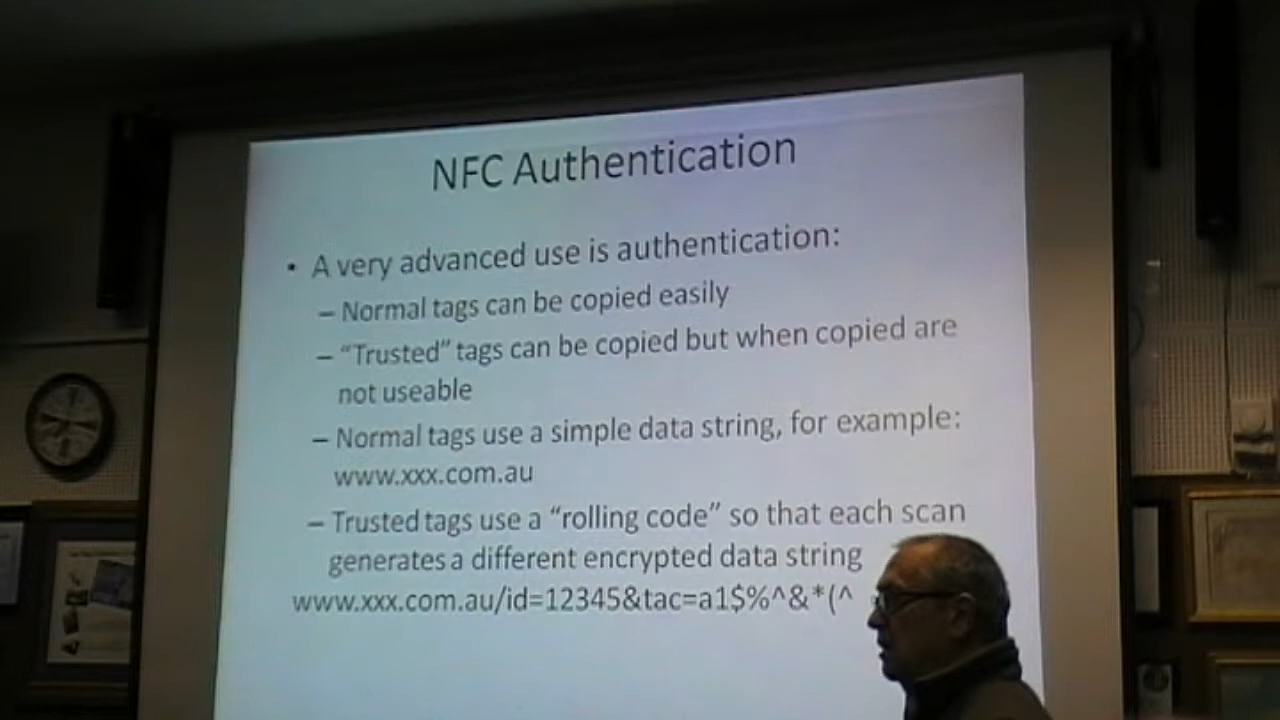 NFC Authentication
• A very advanced use is authentication:
– Normal tags can be copied easily
– “Trusted” tags can be copied but when copied are
not useable
– Normal tags use a simple data string, for example:
www.xxx.com.au
– Trusted tags use a “rolling code” so that each scan
generates a different encrypted data string
www.xxx.com.au/id=12345&tac=a1$%^&*(^